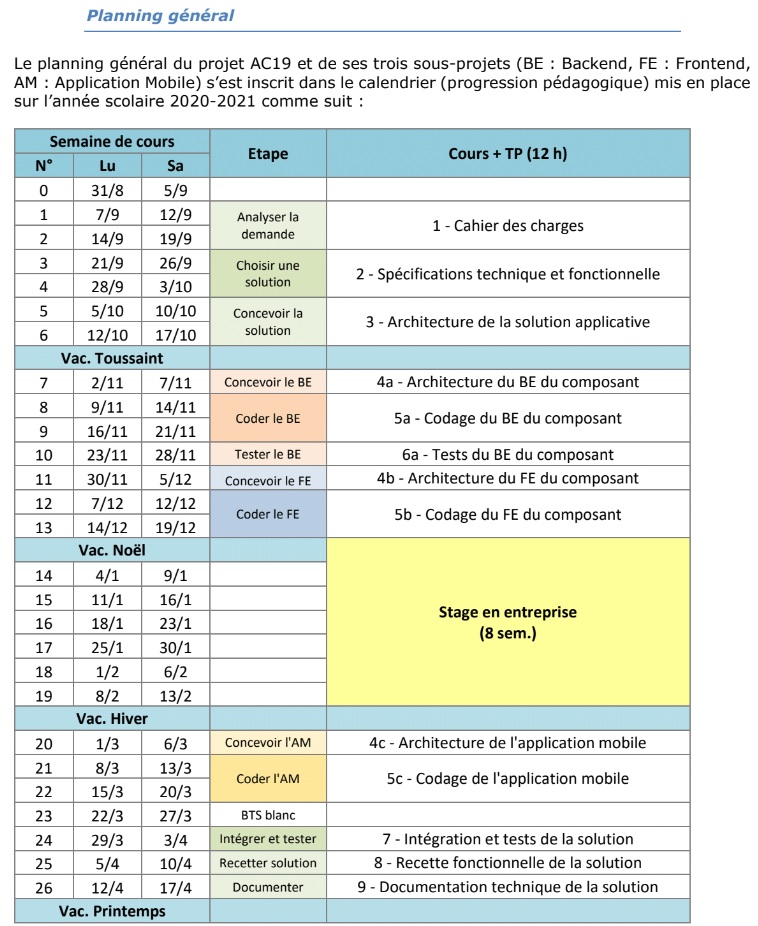 Planning général
Le planning général du projet AC19 et de ses trois sous-projets (BE : Backend, FE : Frontend,
AM : Application Mobile) s’est inscrit dans le calendrier (progression pédagogique) mis en place
sur l’année scolaire 2020-2021 comme suit :
Semaine de cours Etape Cours + TP (12 h)
N° Lu Sa
0 31/8 5/9
1 7/9 12/9 Analyser la demande 1 - Cahier des charges
2 14/9 19/9
3 21/9 26/9 Choisir une solution 2 - Spécifications technique et fonctionnelle
4 28/9 3/10
5 5/10 10/10 Concevoir la solution 3 - Architecture de la solution applicative
6 12/10 17/10
Vac. Toussaint
7 2/11 7/11 Concevoir le BE 4a - Architecture du BE du composant
8 9/11 14/11 Coder le BE 5a - Codage du BE du composant
9 16/11 21/11
10 23/11 28/11 Tester le BE 6a - Tests du BE du composant
11 30/11 5/12 Concevoir le FE 4b - Architecture du FE du composant
12 7/12 12/12 Coder le FE 5b - Codage du FE du composant
13 14/12 19/12
Vac. Noël
14 4/1 9/1
15 11/1 16/1 Stage en entreprise
16 18/1 23/1 (8 sem.)
17 25/1 30/1
18 1/2 6/2
19 8/2 13/2
Vac. Hiver
20 1/3 6/3 Concevoir l'AM 4c - Architecture de l'application mobile
21 8/3 13/3 Coder l'AM 5c - Codage de l'application mobile
22 15/3 20/3
23 22/3 27/3 BTS blanc
24 29/3 3/4 Intégrer et tester 7 - Intégration et tests de la solution
25 5/4 10/4 Recetter solution 8 - Recette fonctionnelle de la solution
26 12/4 17/4 Documenter 9 - Documentation technique de la solution
Vac. Printemps